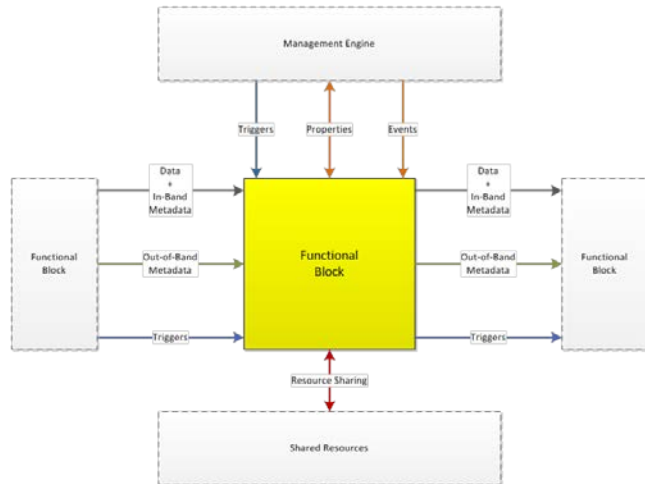 Management Engine
Triggers
Properties
Events
Data
+
In-Band
Metadata
Data
+
In-Band
Metadata
Functional
Block
Out-of-Band
Metadata
Functional
Block
Out-of-Band
Metadata
Functional
Block
Triggers
Triggers
Resource Sharing
Shared Resources